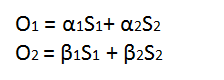 O₁ = α₁S₁+ α₂S₂
O₂ = β₁S₁ + β₂S₂